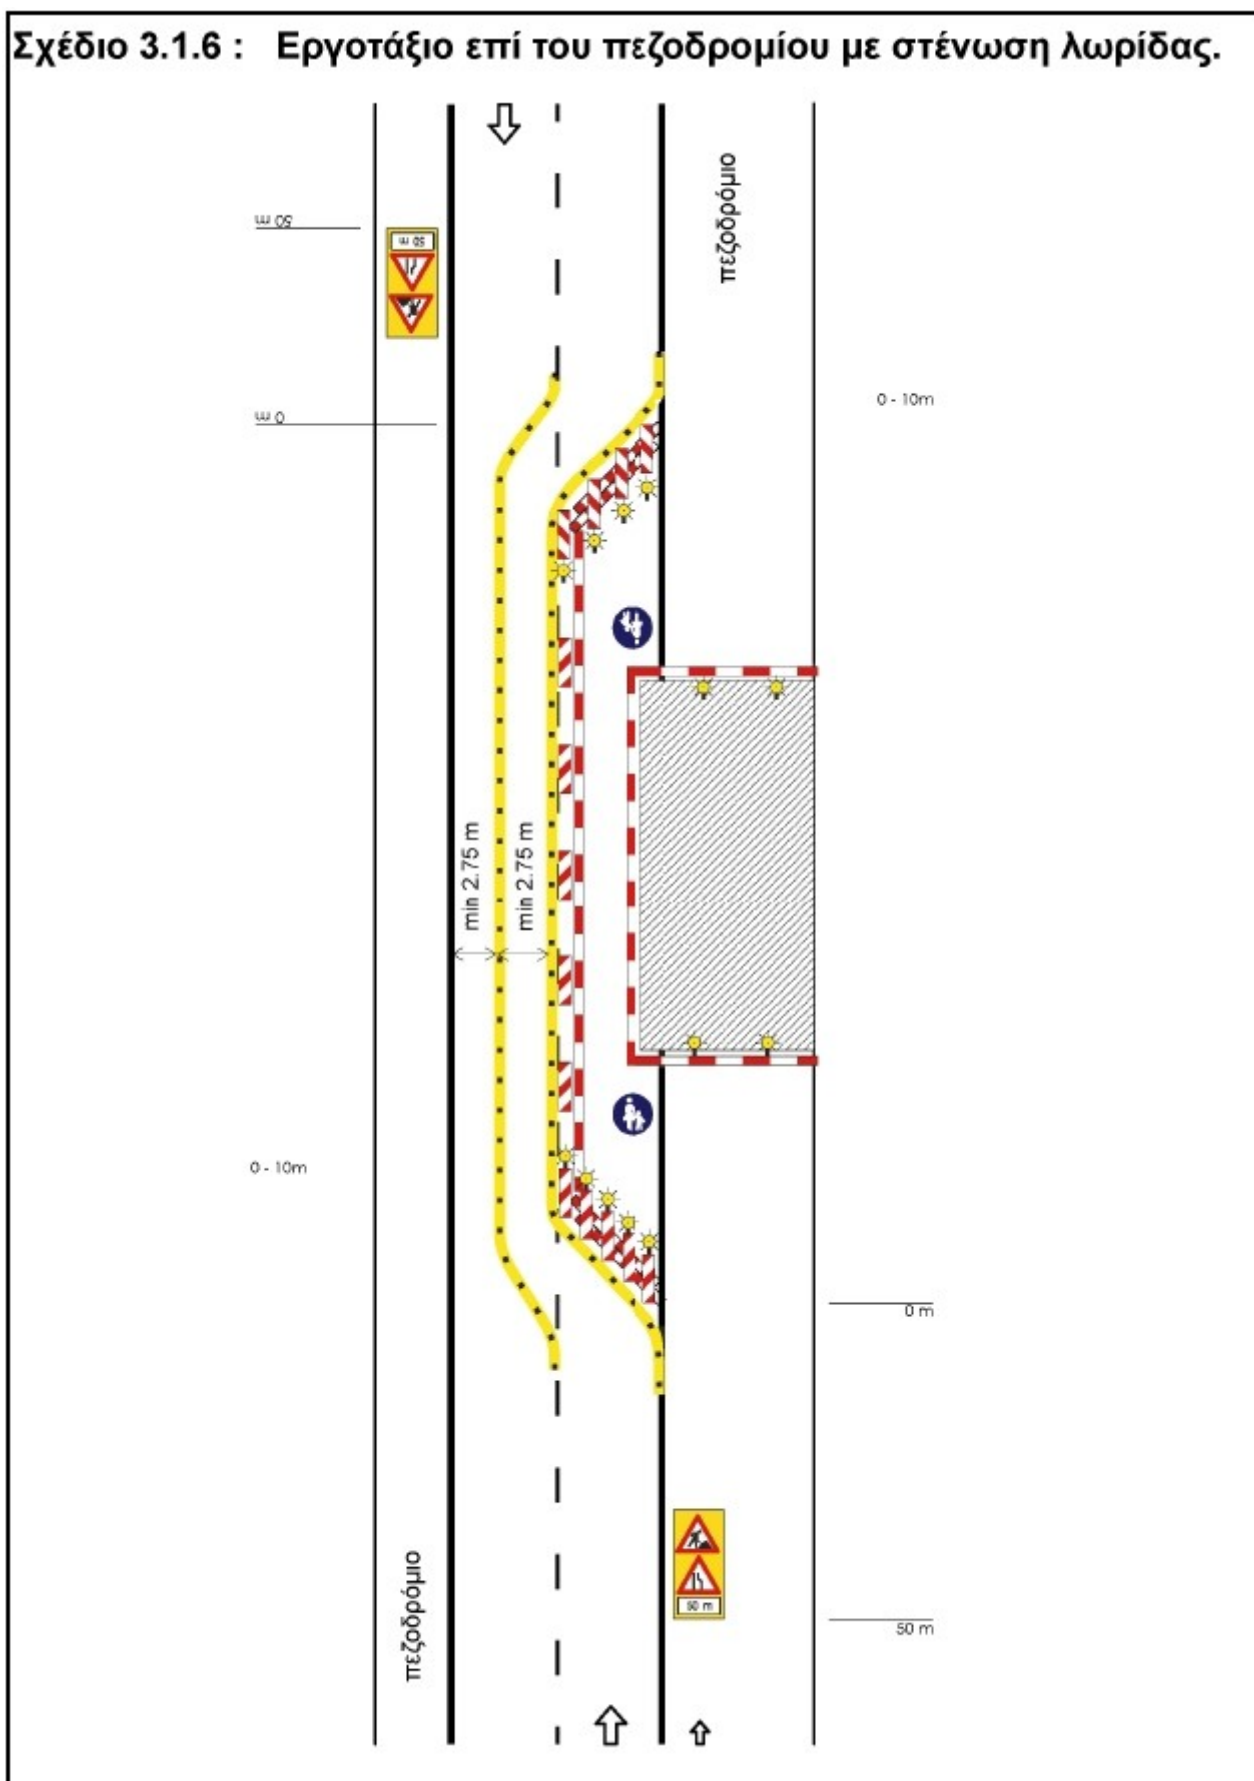 Σχέδιο 3.1.6 : Εργοτάξιο επί του πεζοδρομίου με στένωση λωρίδας.
πεζοδρόμιο
50 m
50 m
0 m
0 - 10m
min 2.75 m
min 2.75 m
0 - 10m
0 m
πεζοδρόμιο
50 m
50 m